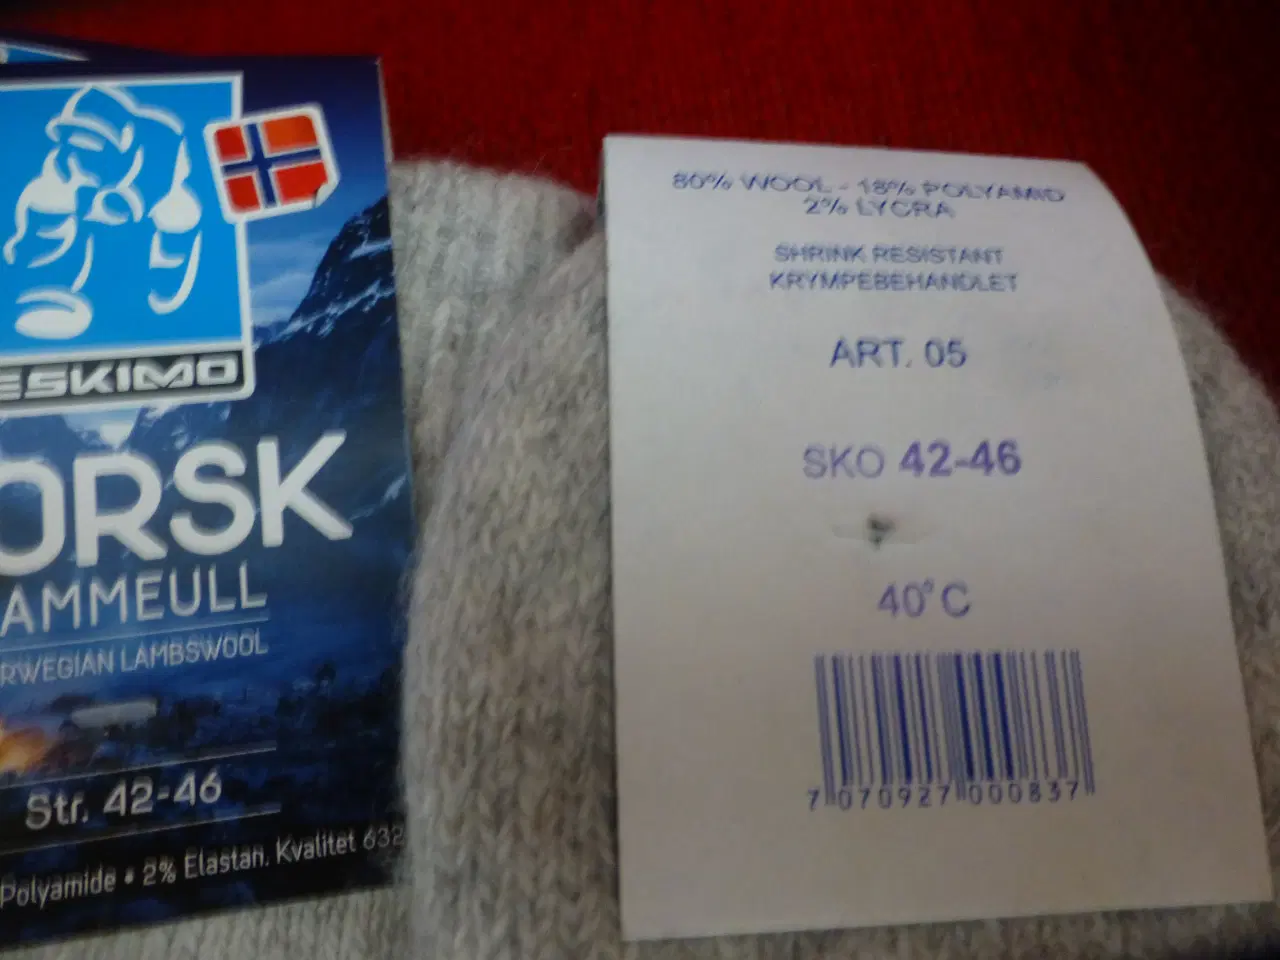 ESKIMO
ORSK
AMMEULL
RWEGIAN LAMBSWOOL
Str. 42-46
Polyamide • 2% Elastan. Kvalitet 632
80% WOOL - 18% POLYAMID
2% LYCRA
SHRINK RESISTANT
KRYMPEBEHANDLET
ART. 05
SKO 42-46
40°C
7 070927 000837